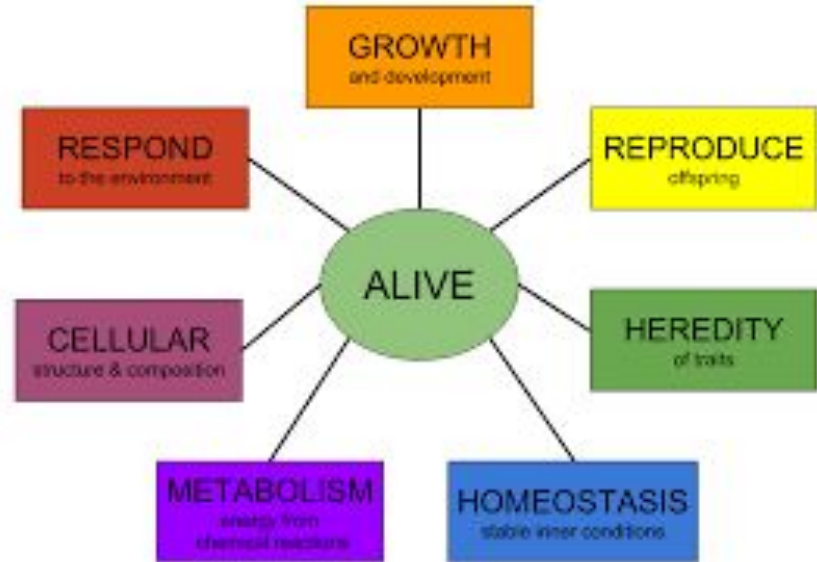 GROWTH
and development
RESPOND
to the environment
REPRODUCE
offspring
ALIVE
CELLULAR
structure & composition
HEREDITY
of traits
METABOLISM
energy from
chemical reactions
HOMEOSTASIS
stable inner conditions